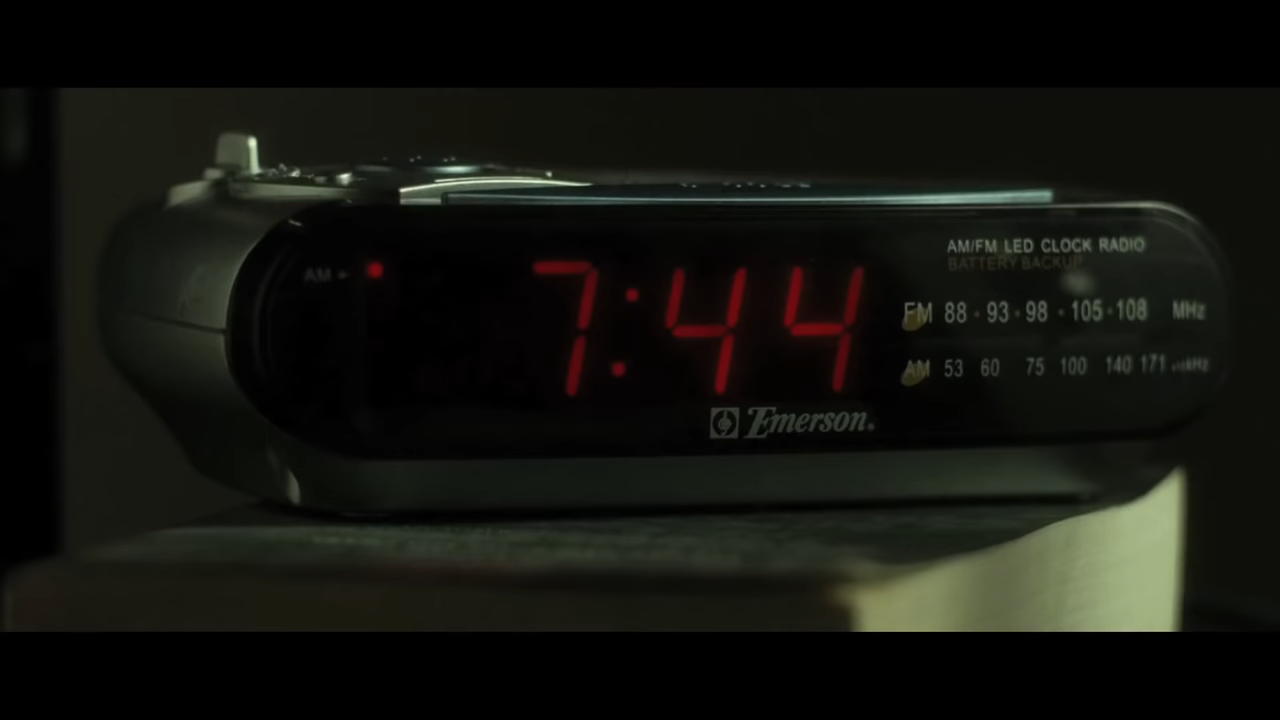 AM
7:44
AM/FM LED CLOCK RADIO
BATTERY BACKUP
FM 88 · 93 · 98 · 105 · 108 MHz
AM 53 60 75 100 140 171
Emerson.